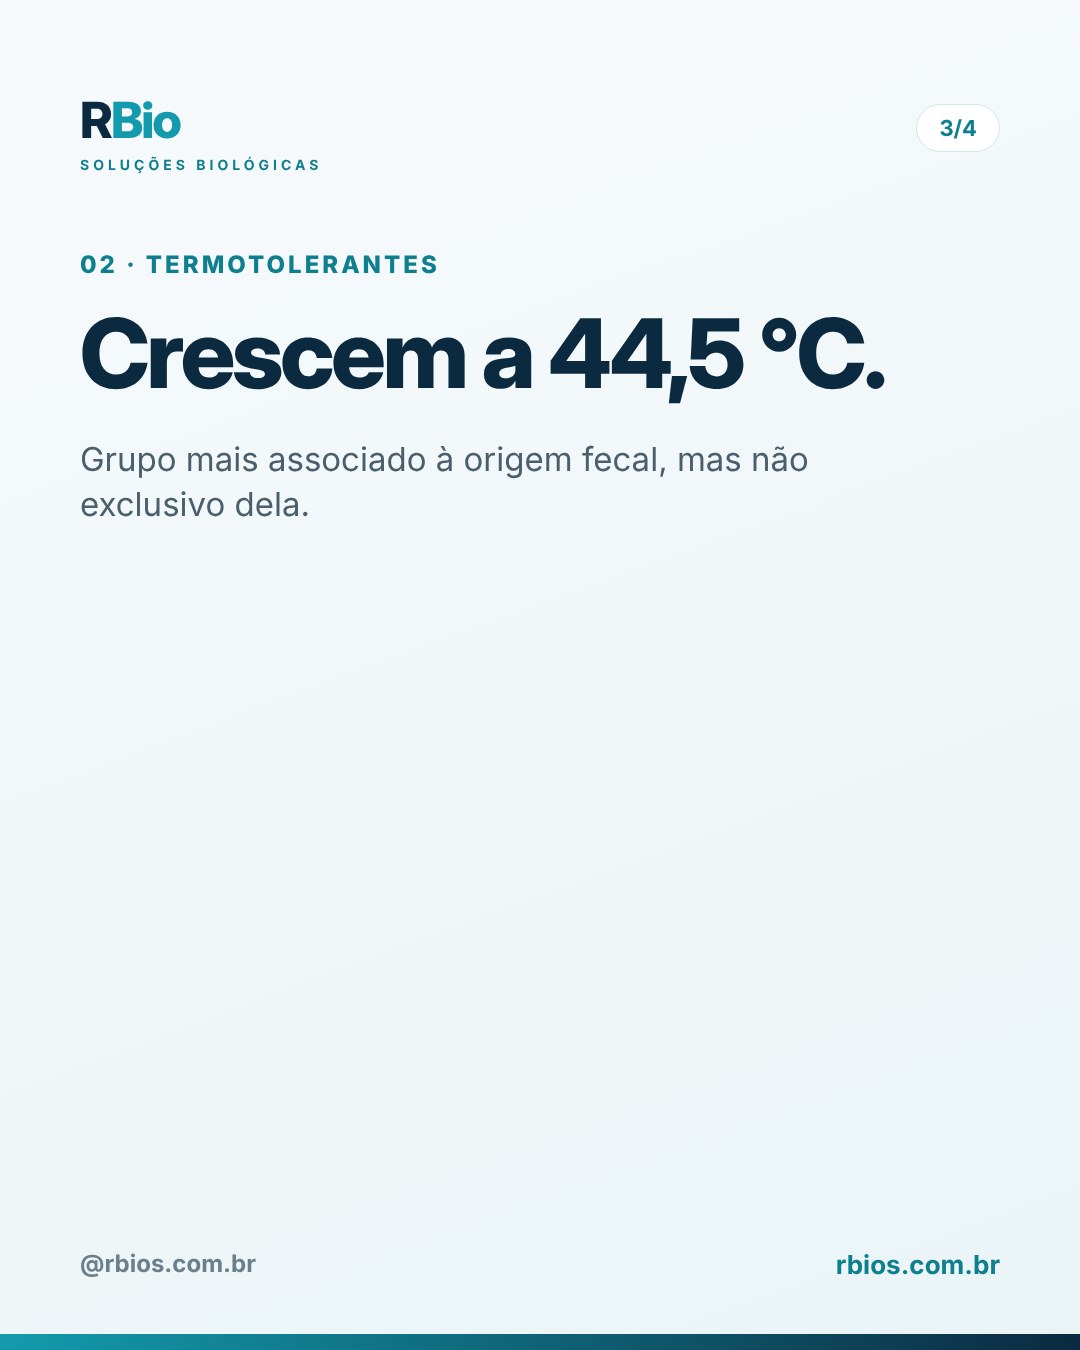 RBio
SOLUÇÕES BIOLÓGICAS
3/4
02 · TERMOTOLERANTES
Crescem a 44,5 °C.
Grupo mais associado à origem fecal, mas não
exclusivo dela.
@rbios.com.br
rbios.com.br